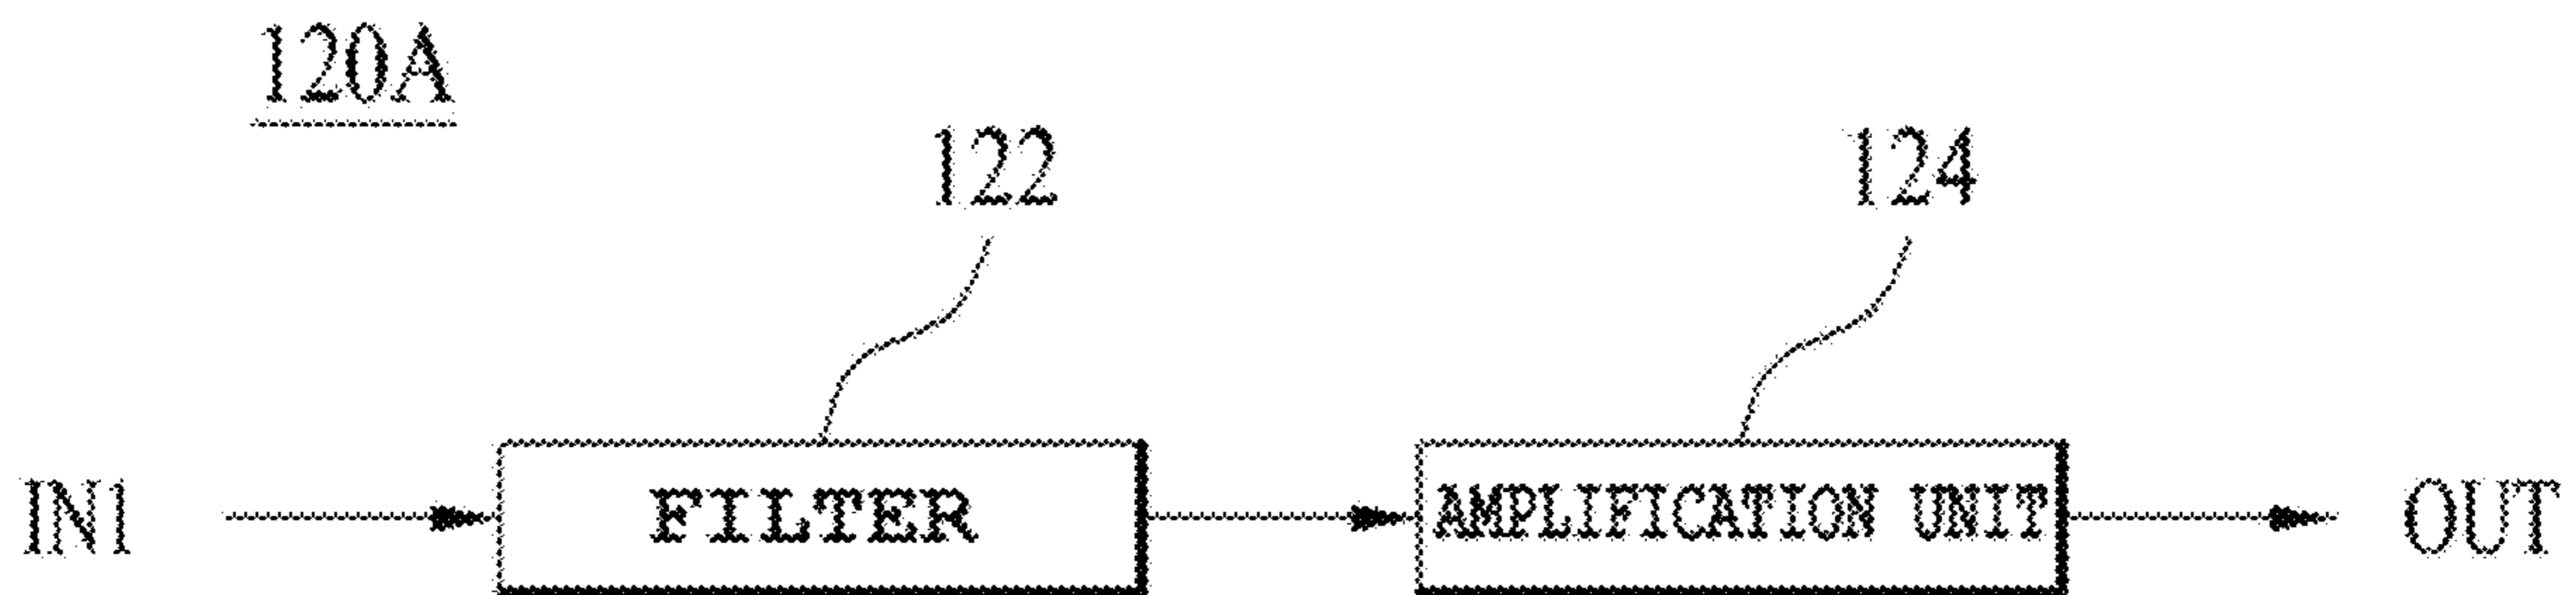 120A
122
124
IN1
FILTER
AMPLIFICATION UNIT
OUT